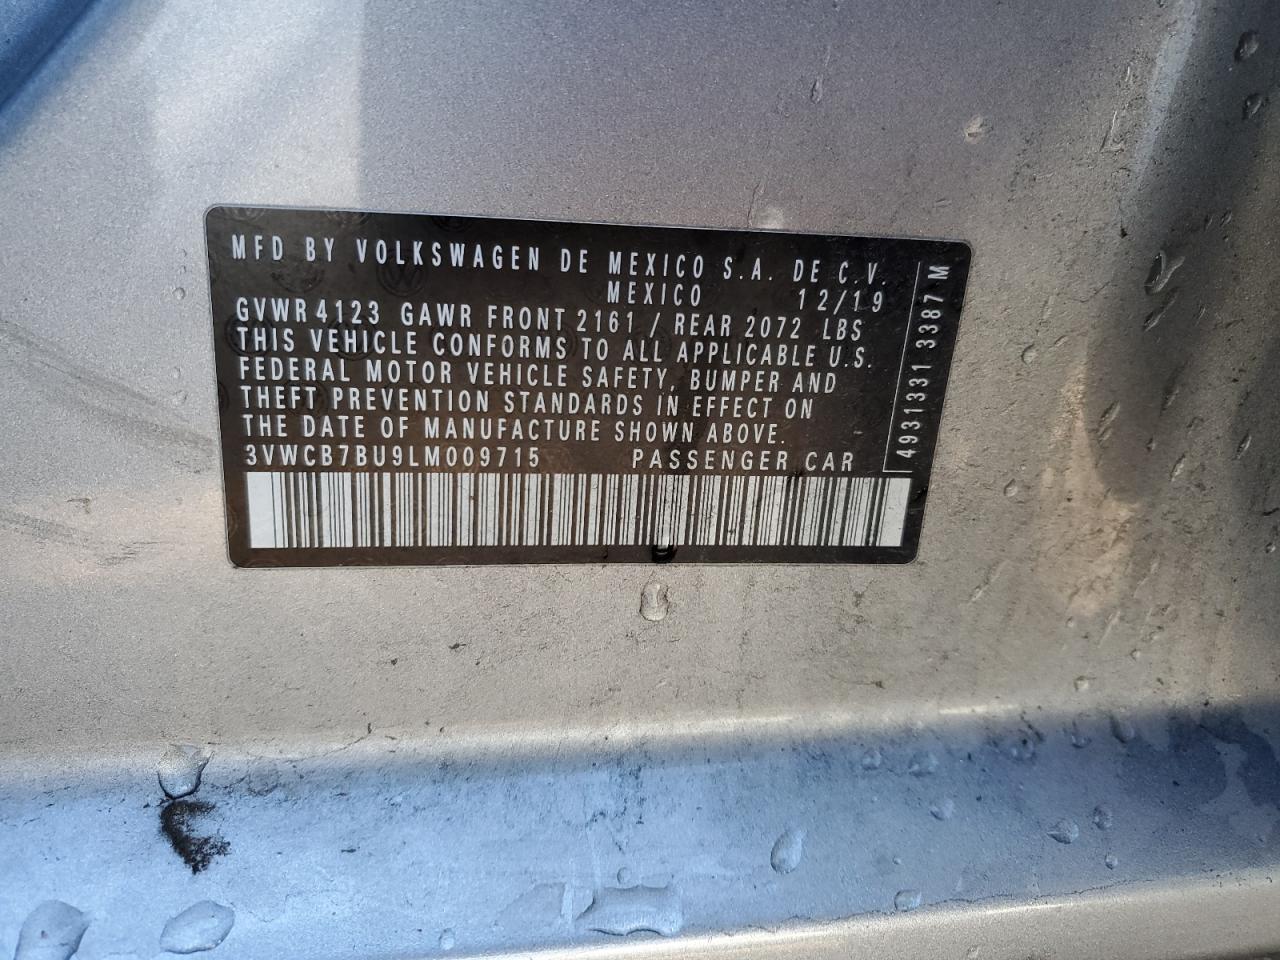 MFD BY VOLKSWAGEN DE MEXICO S.A. DE C.V.
MEXICO 12/19
GVWR 4123 GAWR FRONT 2161 / REAR 2072 LBS
THIS VEHICLE CONFORMS TO ALL APPLICABLE U.S.
FEDERAL MOTOR VEHICLE SAFETY, BUMPER AND
THEFT PREVENTION STANDARDS IN EFFECT ON
THE DATE OF MANUFACTURE SHOWN ABOVE.
3VWCB7BU9LM009715 PASSENGER CAR
4931331 3387 M